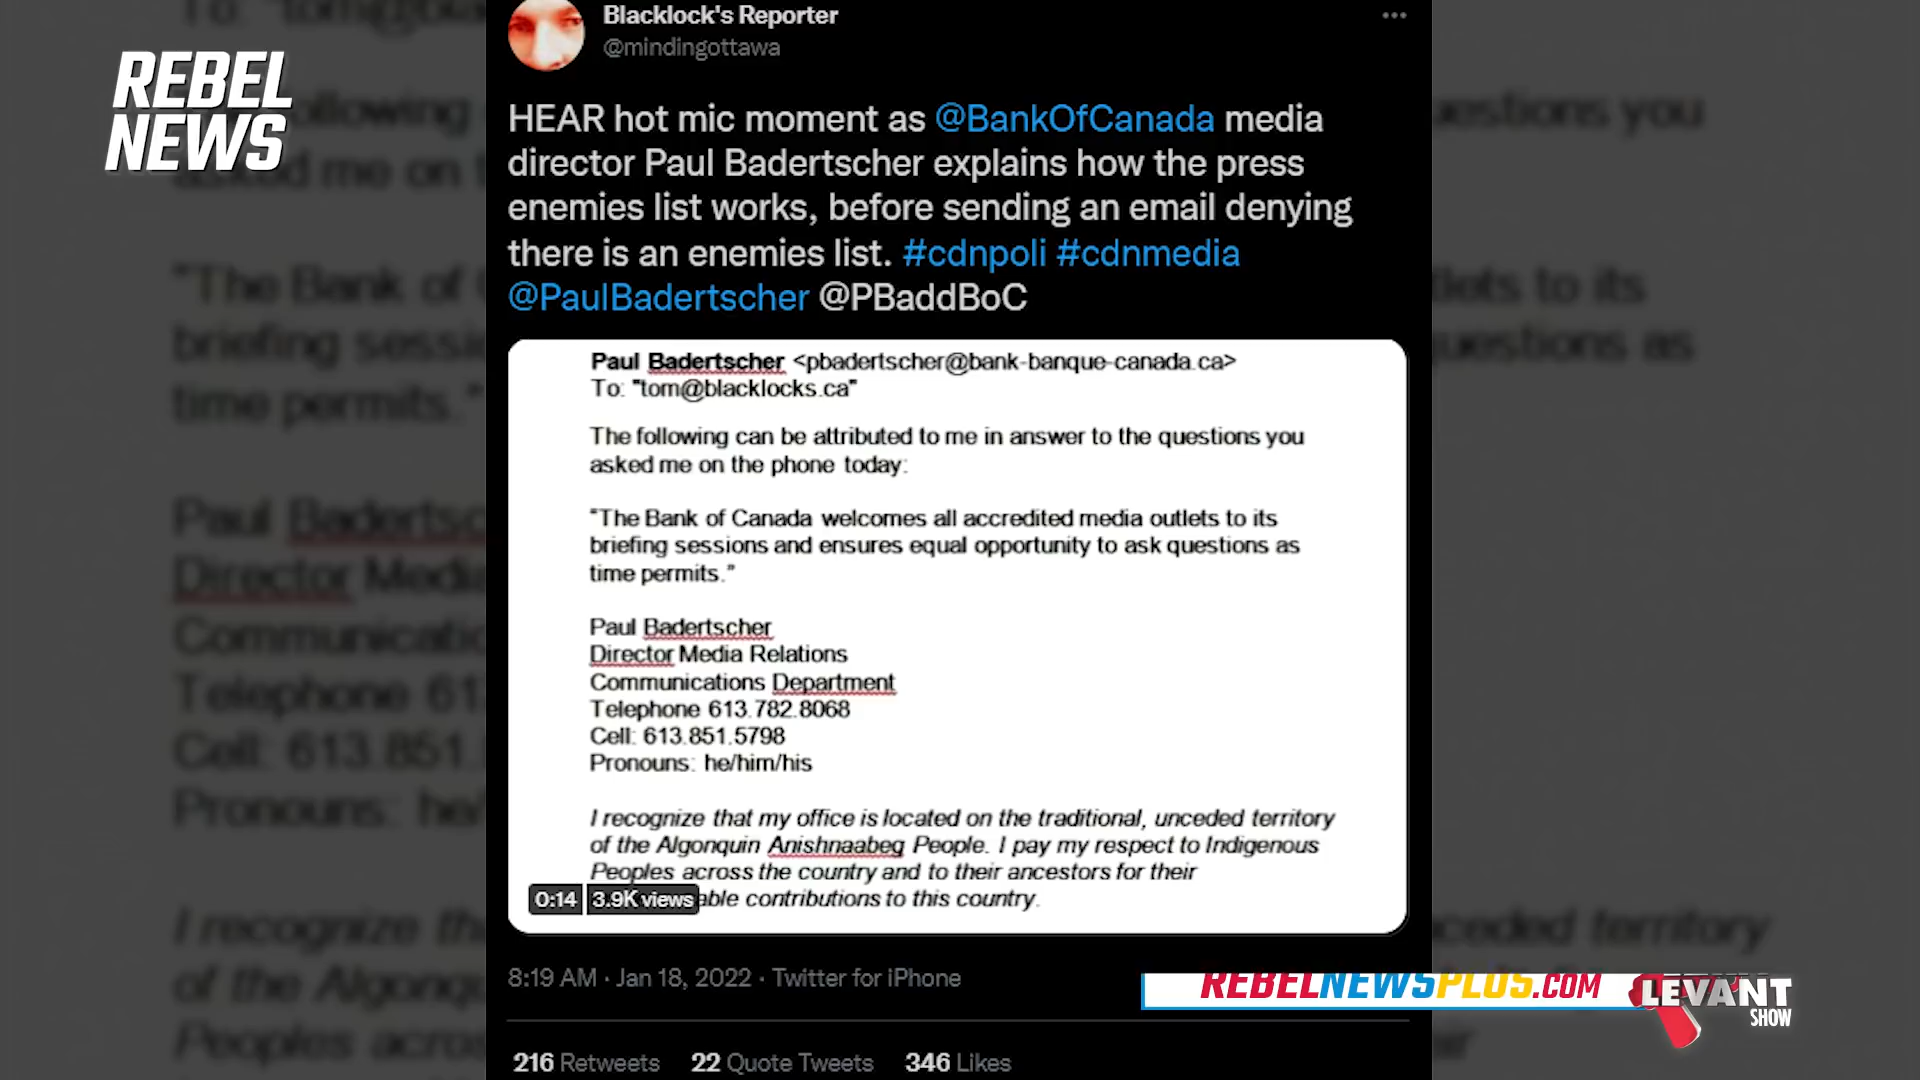 REBEL
NEWS
Blacklock's Reporter
@mindingottawa
HEAR hot mic moment as @BankOfCanada media
director Paul Badertscher explains how the press
enemies list works, before sending an email denying
there is an enemies list. #cdnpoli #cdnmedia
@PaulBadertscher @PBaddBoC
Paul Badertscher <pbadertscher@bank-banque-canada.ca>
To: "tom@blacklocks.ca"
The following can be attributed to me in answer to the questions you
asked me on the phone today:
"The Bank of Canada welcomes all accredited media outlets to its
briefing sessions and ensures equal opportunity to ask questions as
time permits."
Paul Badertscher
Director Media Relations
Communications Department
Telephone 613.782.8068
Cell: 613.851.5798
Pronouns: he/him/his
I recognize that my office is located on the traditional, unceded territory
of the Algonquin Anishnaabeg People. I pay my respect to Indigenous
Peoples across the country and to their ancestors for their
0:14 3.9K views able contributions to this country.
8:19 AM · Jan 18, 2022 · Twitter for iPhone
REBELNEWSPLUS.COM
LEVANT
SHOW
216 Retweets 22 Quote Tweets 346 Likes